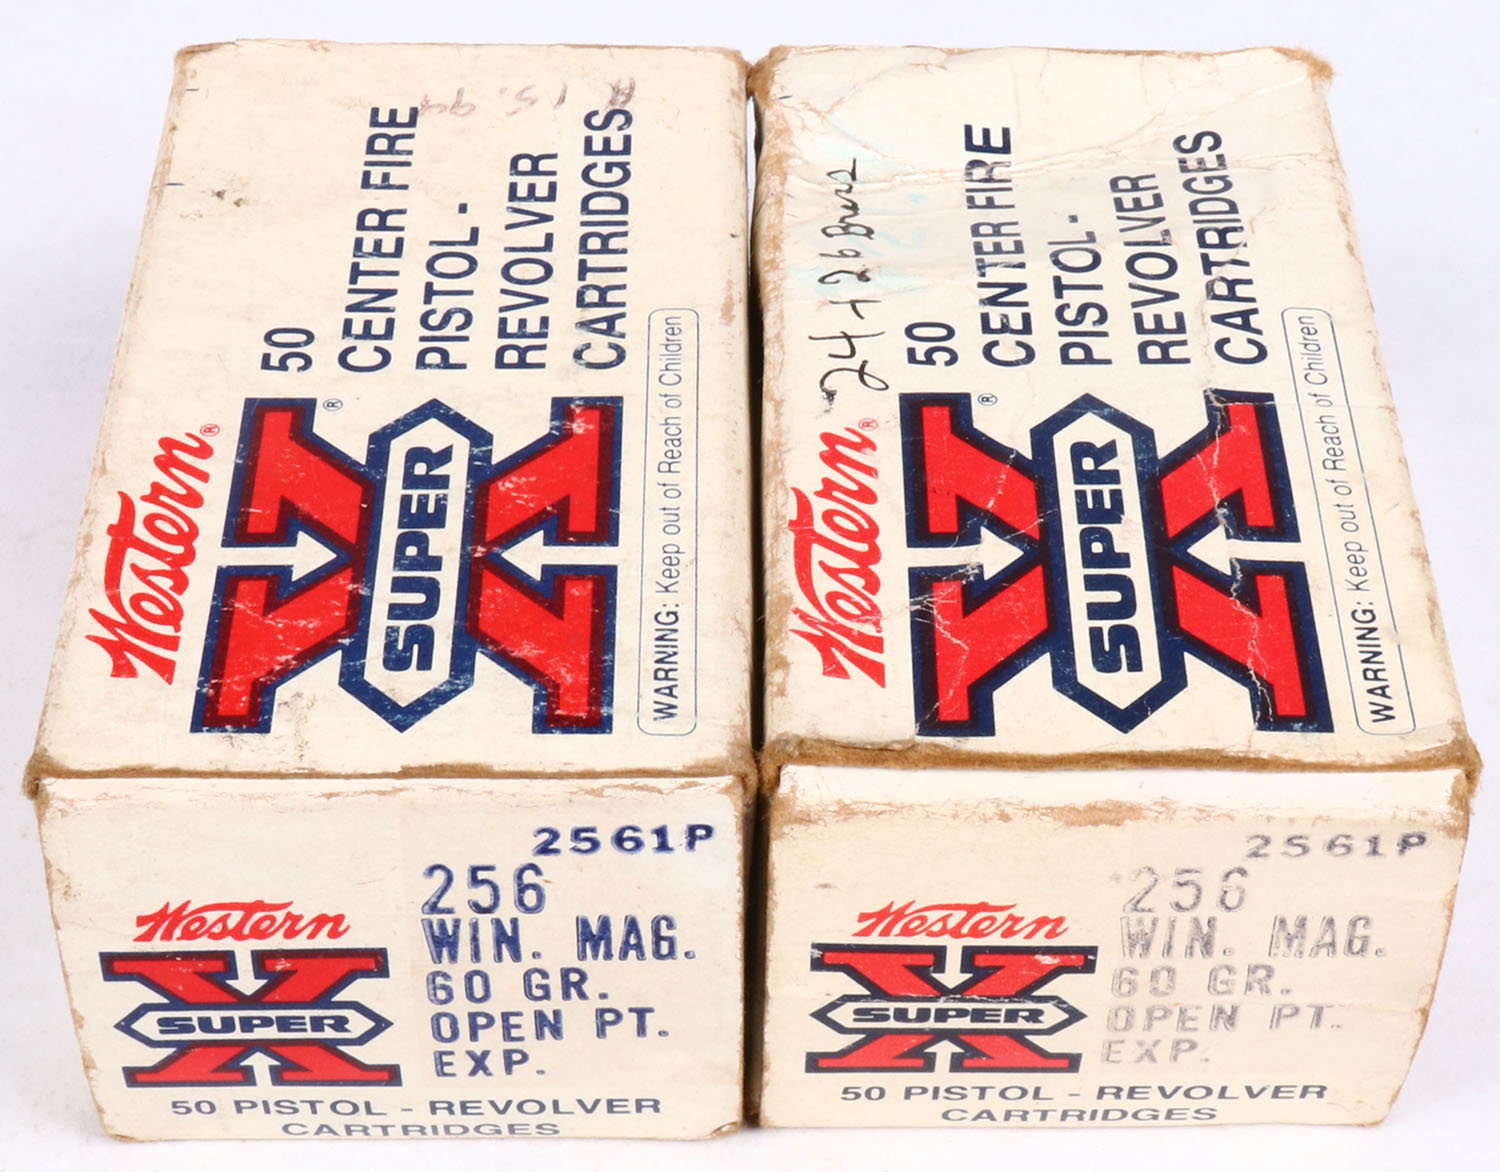 Western®
SUPER X®
50
CENTER FIRE
PISTOL-
REVOLVER
CARTRIDGES
WARNING: Keep out of Reach of Children
2561P
256
WIN. MAG.
60 GR.
OPEN PT.
EXP.
Western
SUPER X
50 PISTOL - REVOLVER
CARTRIDGES
24 + 26 Brass
Western®
SUPER X®
50
CENTER FIRE
PISTOL-
REVOLVER
CARTRIDGES
WARNING: Keep out of Reach of Children
2561P
256
WIN. MAG.
60 GR.
OPEN PT.
EXP.
Western
SUPER X
50 PISTOL - REVOLVER
CARTRIDGES